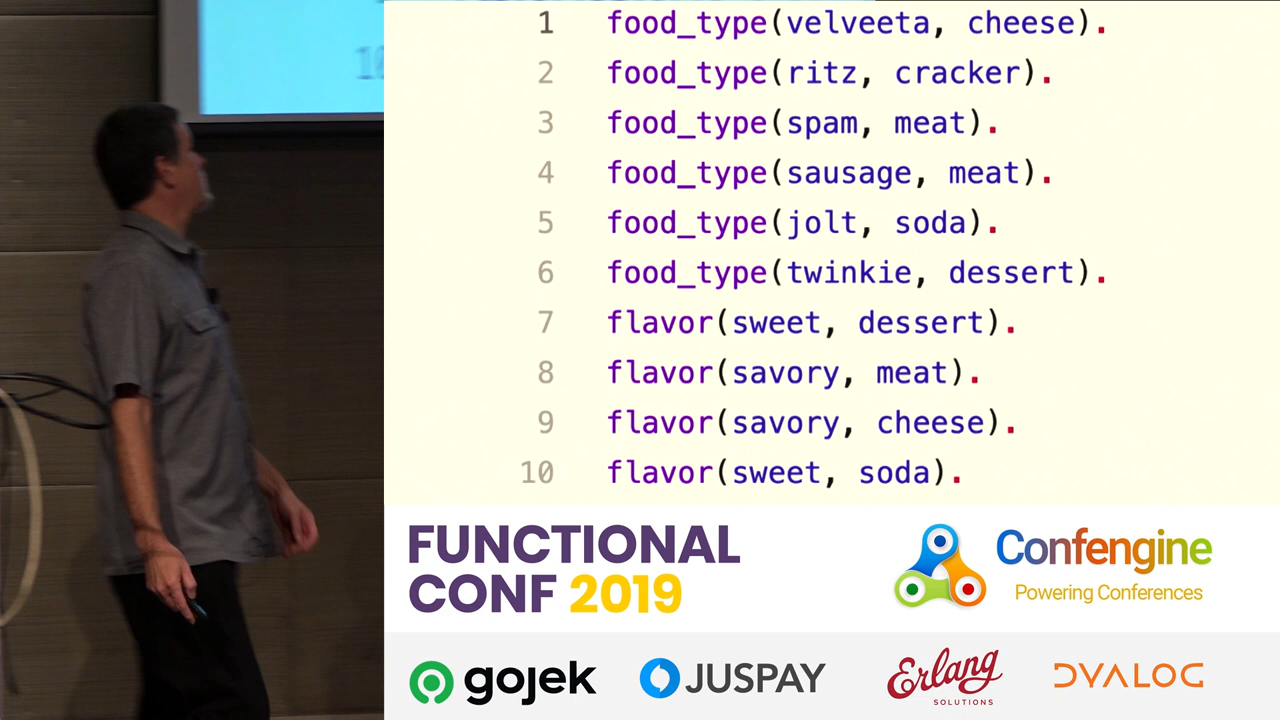 1 food_type(velveeta, cheese).
2 food_type(ritz, cracker).
3 food_type(spam, meat).
4 food_type(sausage, meat).
5 food_type(jolt, soda).
6 food_type(twinkie, dessert).
7 flavor(sweet, dessert).
8 flavor(savory, meat).
9 flavor(savory, cheese).
10 flavor(sweet, soda).
FUNCTIONAL
CONF 2019
Confengine
Powering Conferences
gojek
JUSPAY
Erlang
SOLUTIONS
DYALOG